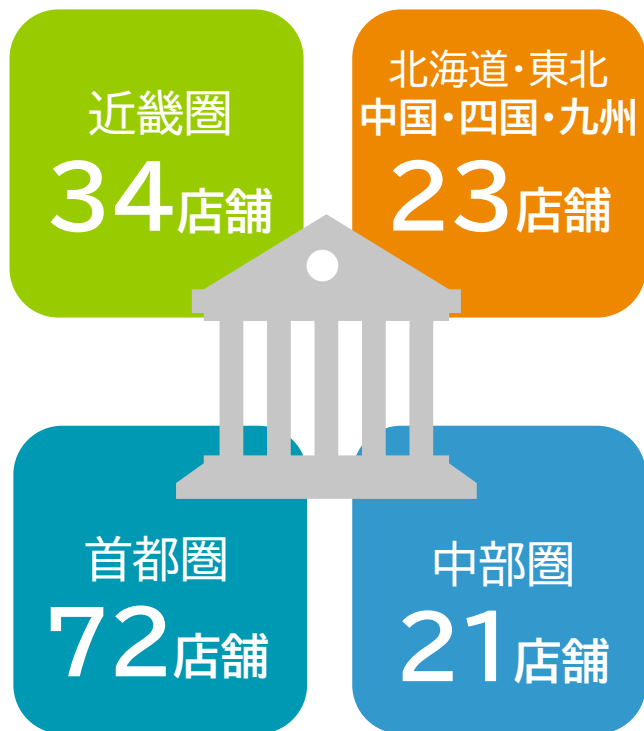 近畿圏
34店舗
北海道・東北
中国・四国・九州
23店舗
首都圏
72店舗
中部圏
21店舗